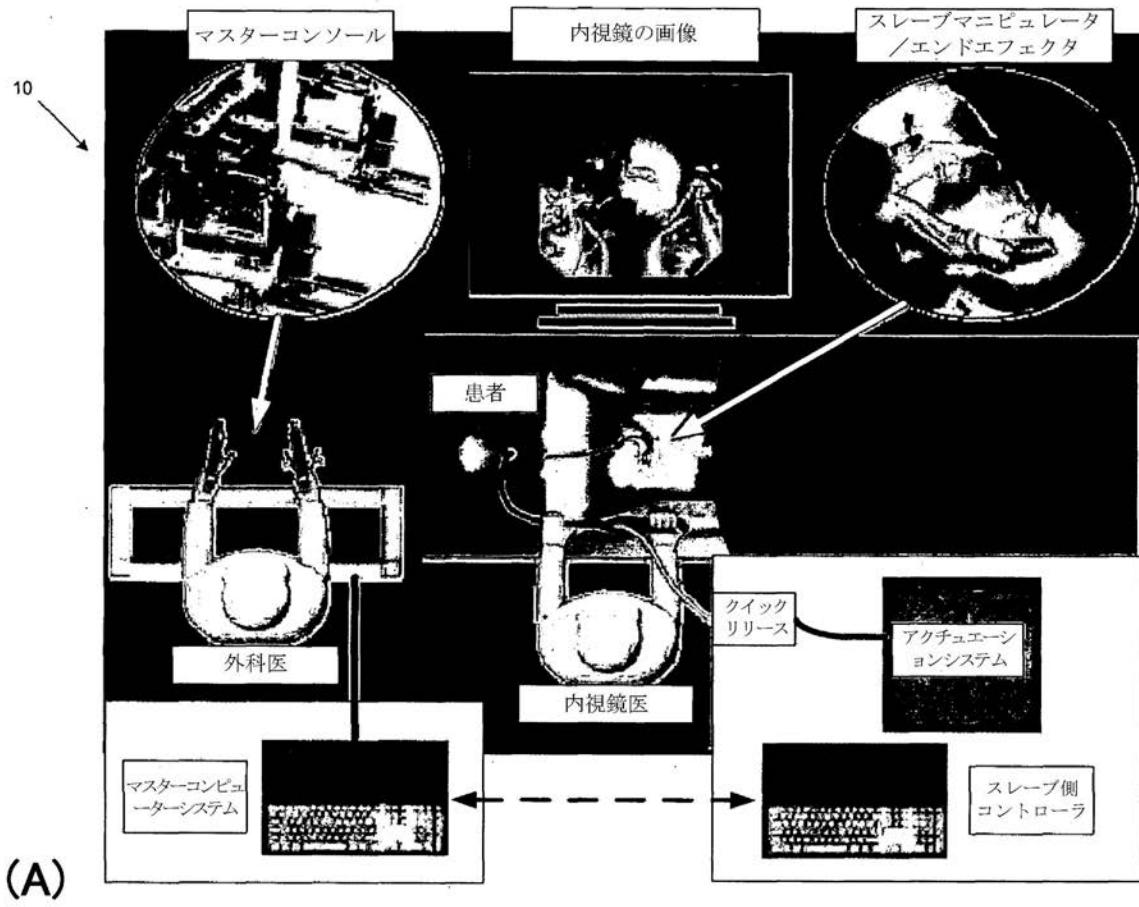 マスターコンソール
内視鏡の画像
スレーブマニピュレータ
/エンドエフェクタ
10
患者
クイック
リリース
アクチュエーシ
ョンシステム
外科医
内視鏡医
マスターコンピュ
ーターシステム
スレーブ側
コントローラ
(A)